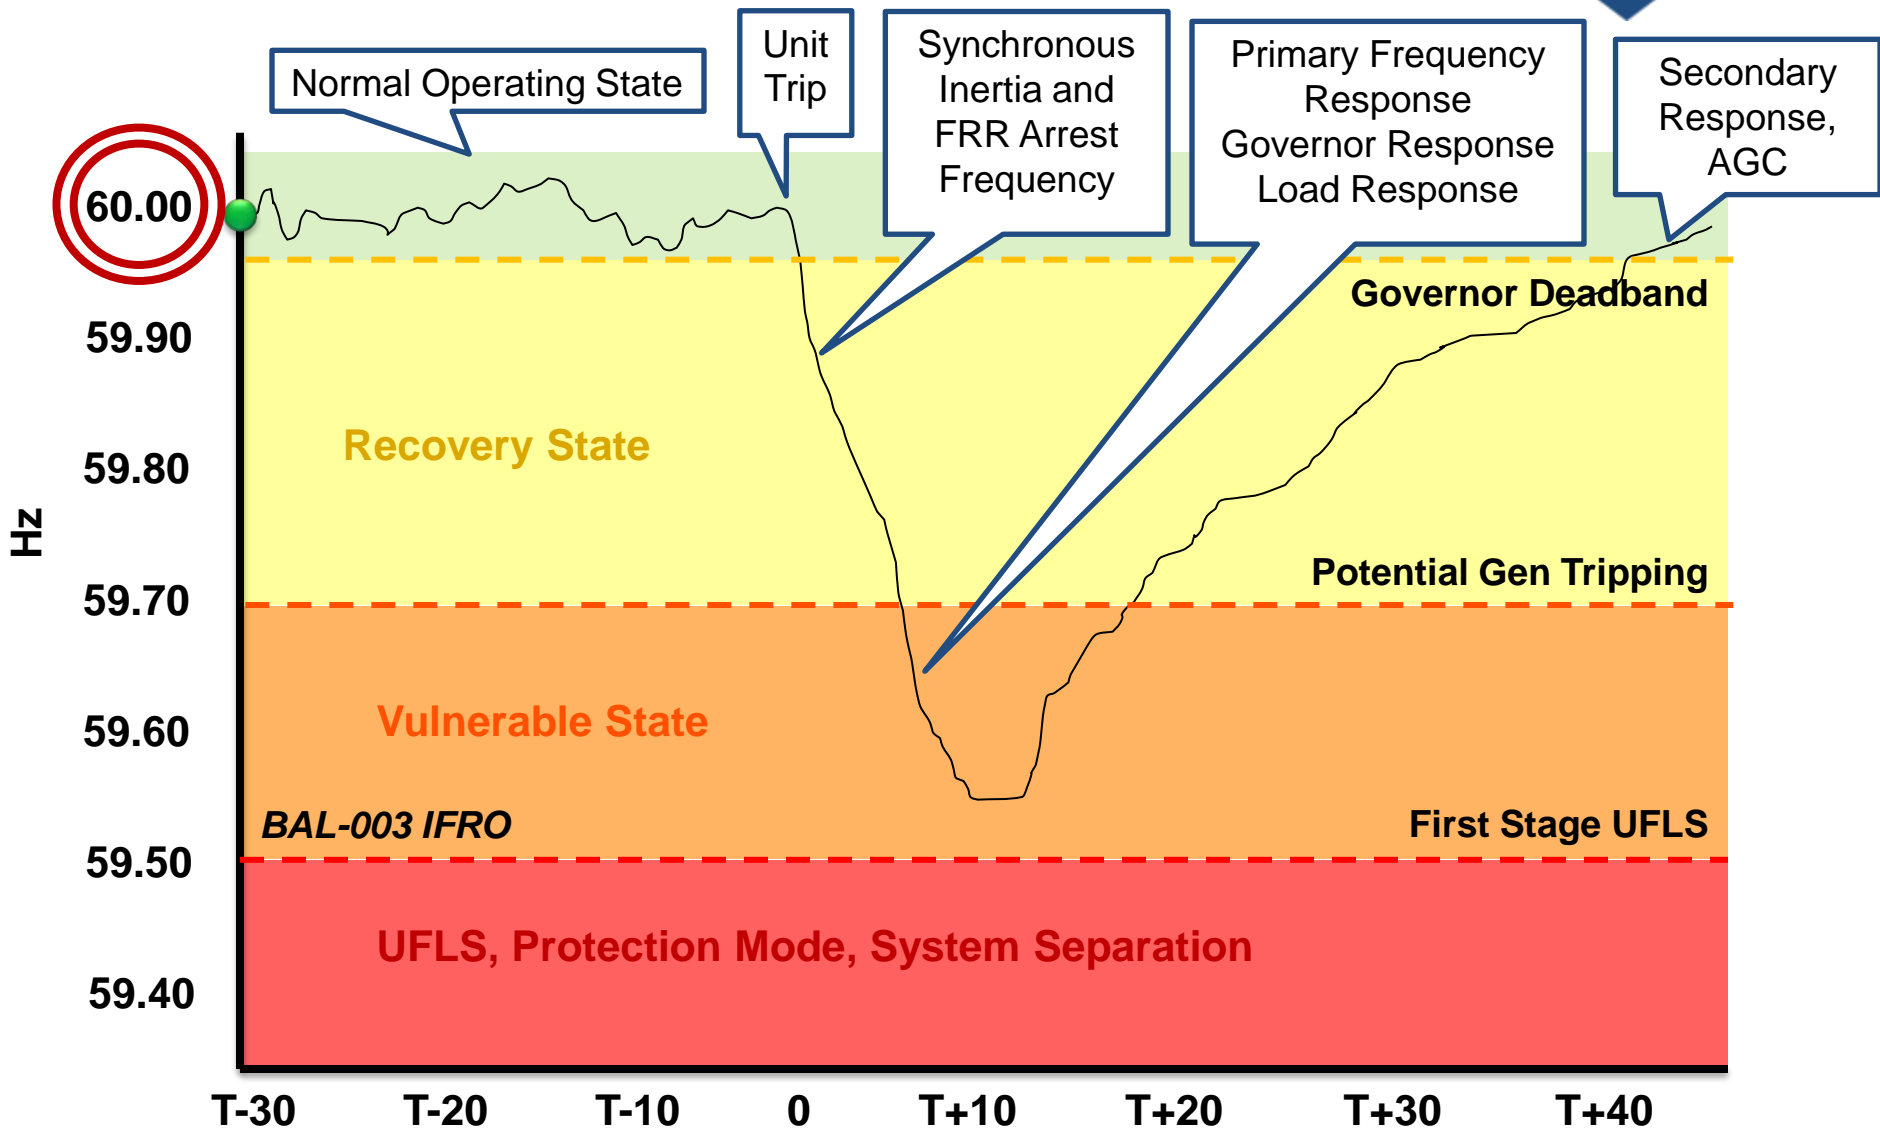 Normal Operating State
Unit
Trip
Synchronous
Inertia and
FRR Arrest
Frequency
Primary Frequency
Response
Governor Response
Load Response
Secondary
Response,
AGC
60.00
59.90
59.80
59.70
59.60
59.50
59.40
Hz
Governor Deadband
Recovery State
Potential Gen Tripping
Vulnerable State
BAL-003 IFRO
First Stage UFLS
UFLS, Protection Mode, System Separation
T-30 T-20 T-10 0 T+10 T+20 T+30 T+40